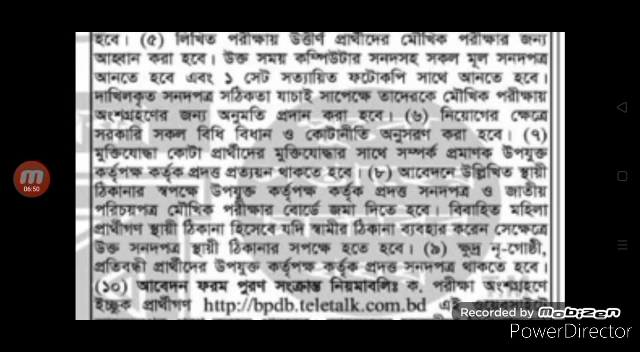 হবে। (৫) লিখিত পরীক্ষায় উত্তীর্ণ প্রার্থীদের মৌখিক পরীক্ষার জন্য
আহ্বান করা হবে। উক্ত সময় কম্পিউটার সনদসহ সকল মূল সনদপত্র
আনতে হবে এবং ১ সেট সত্যায়িত ফটোকপি সাথে আনতে হবে।
দাখিলকৃত সনদপত্র সঠিকতা যাচাই সাপেক্ষে তাদেরকে মৌখিক পরীক্ষায়
অংশগ্রহণের জন্য অনুমতি প্রদান করা হবে। (৬) নিয়োগের ক্ষেত্রে
সরকারি সকল বিধি বিধান ও কোটানীতি অনুসরণ করা হবে। (৭)
মুক্তিযোদ্ধা কোটা প্রার্থীদের মুক্তিযোদ্ধার সাথে সম্পর্ক প্রমাণক উপযুক্ত
কর্তৃপক্ষ কর্তৃক প্রদত্ত প্রত্যয়ন থাকতে হবে। (৮) আবেদনে উল্লিখিত স্থায়ী
ঠিকানার স্বপক্ষে উপযুক্ত কর্তৃপক্ষ কর্তৃক প্রদত্ত সনদপত্র ও জাতীয়
পরিচয়পত্র মৌখিক পরীক্ষার বোর্ডে জমা দিতে হবে। বিবাহিত মহিলা
প্রার্থীগণ স্থায়ী ঠিকানা হিসেবে যদি স্বামীর ঠিকানা ব্যবহার করেন সেক্ষেত্রে
উক্ত সনদপত্র স্থায়ী ঠিকানার সপক্ষে হতে হবে। (৯) ক্ষুদ্র নৃ-গোষ্ঠী,
প্রতিবন্ধী প্রার্থীদের উপযুক্ত কর্তৃপক্ষ কর্তৃক প্রদত্ত সনদপত্র থাকতে হবে।
(১০) আবেদন ফরম পুরণ সংক্রান্ত নিয়মাবলিঃ ক. পরীক্ষা অংশগ্রহণে
ইচ্ছুক প্রার্থীগণ http://bpdb.teletalk.com.bd এই ওয়েবসাইটে
06:50
Recorded by Mobizen
PowerDirector